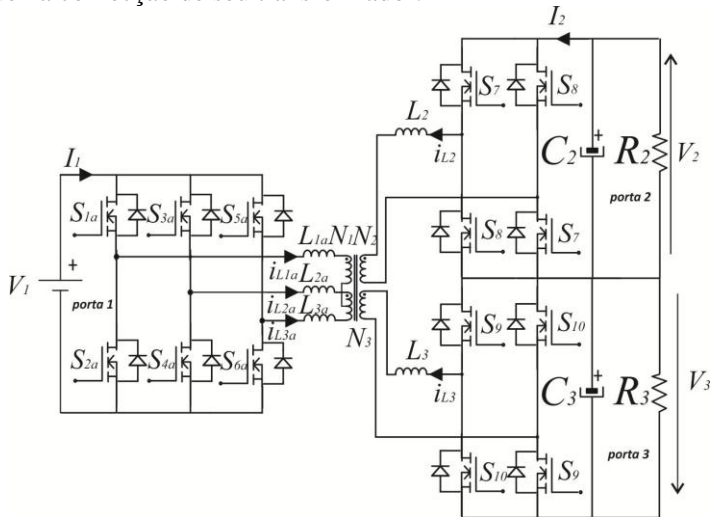 I2
S7
S8
L2
iL2
C2
R2
V2
porta 2
I1
S1a
S3a
S5a
L1a
N1
N2
V1
porta 1
iL1a
L2a
iL2a
L3a
iL3a
N3
S8
S7
S2a
S4a
S6a
S9
S10
L3
iL3
C3
R3
V3
porta 3
S10
S9